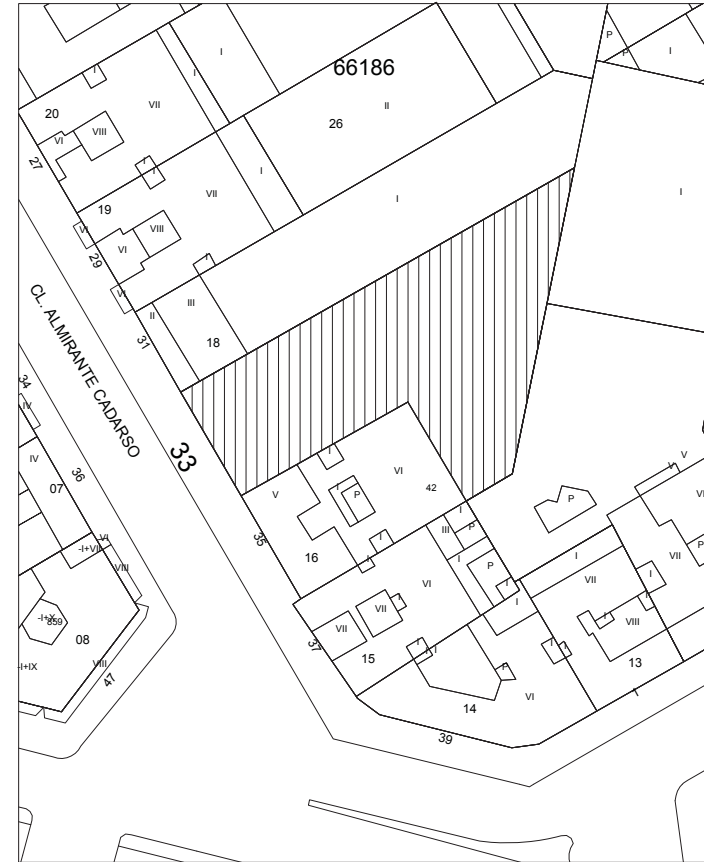 66186
P
P
I
I
I
I
20
VII
II
VI
VIII
26
27
I
I
VII
I
I
I
19
VI
VIII
VI
29
I
VI
II
III
CL. ALMIRANTE CADARSO
18
31
34
IV
33
IV
36
07
V
I
VI
I
P
42
35
V
V
P
VI
-I+VII
VIII
16
I
I
I
III
P
I
P
VI
I
I
I
VII
VII
P
-I+X
859
08
-I+IX
VIII
47
VII
VII
I
I
I
I
VIII
37
15
I
I
I
I
P
13
14
VI
39
I